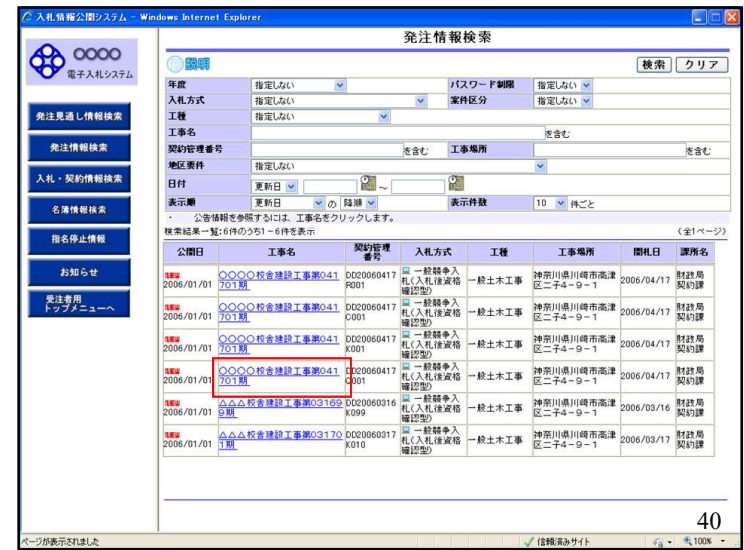 入札情報公開システム - Windows Internet Explorer
発注情報検索
〇〇〇〇
電子入札システム
発注見通し情報検索
発注情報検索
入札・契約情報検索
名簿情報検索
指名停止情報
お知らせ
受注者用
トップメニューへ
説明
検索 クリア
年度 指定しない パスワード制限 指定しない
入札方式 指定しない 案件区分 指定しない
工種 指定しない
工事名 を含む
契約管理番号 を含む 工事場所 を含む
地区要件 指定しない
日付 更新日 ～
表示順 更新日 の 降順 表示件数 10 件ごと
・ 公告情報を参照するには、工事名をクリックします。
検索結果一覧:6件のうち1-6件を表示 (全1ページ)
公開日 工事名 契約管理番号 入札方式 工種 工事場所 開札日 課所名
NEW 2006/01/01 〇〇〇〇校舎建設工事第041701期 DD20060417R001 一般競争入札(入札後資格確認型) 一般土木工事 神奈川県川崎市高津区二子4-9-1 2006/04/17 財政局契約課
NEW 2006/01/01 〇〇〇〇校舎建設工事第041701期 DD20060417C001 一般競争入札(入札後資格確認型) 一般土木工事 神奈川県川崎市高津区二子4-9-1 2006/04/17 財政局契約課
NEW 2006/01/01 〇〇〇〇校舎建設工事第041701期 DD20060417K001 一般競争入札(入札後資格確認型) 一般土木工事 神奈川県川崎市高津区二子4-9-1 2006/04/17 財政局契約課
NEW 2006/01/01 〇〇〇〇校舎建設工事第041701期 DD20060417Q001 一般競争入札(入札後資格確認型) 一般土木工事 神奈川県川崎市高津区二子4-9-1 2006/04/17 財政局契約課
NEW 2006/01/01 △△△校舎建設工事第031699期 DD20060316K099 一般競争入札(入札後資格確認型) 一般土木工事 神奈川県川崎市高津区二子4-9-1 2006/03/16 財政局契約課
NEW 2006/01/01 △△△校舎建設工事第031701期 DD20060317K010 一般競争入札(入札後資格確認型) 一般土木工事 神奈川県川崎市高津区二子4-9-1 2006/03/17 財政局契約課
40
ページが表示されました 信頼済みサイト 100%